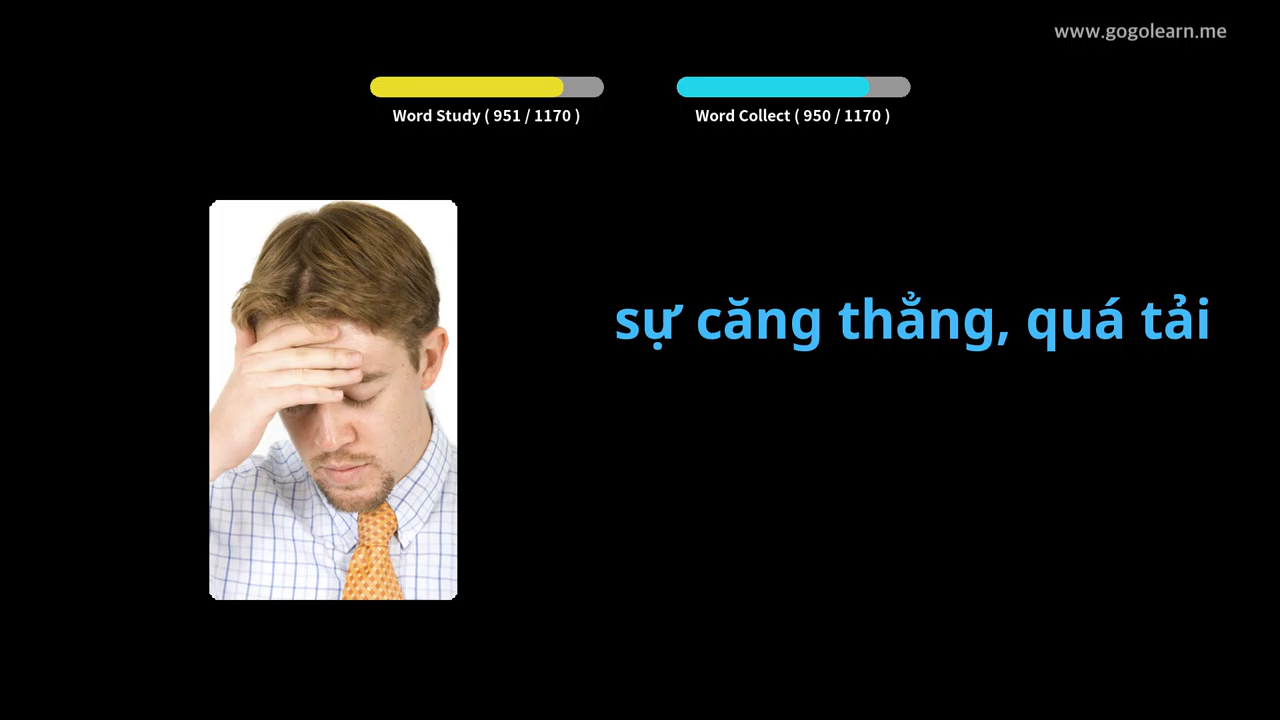 www.gogolearn.me
Word Study ( 951 / 1170 )
Word Collect ( 950 / 1170 )
sự căng thẳng, quá tải